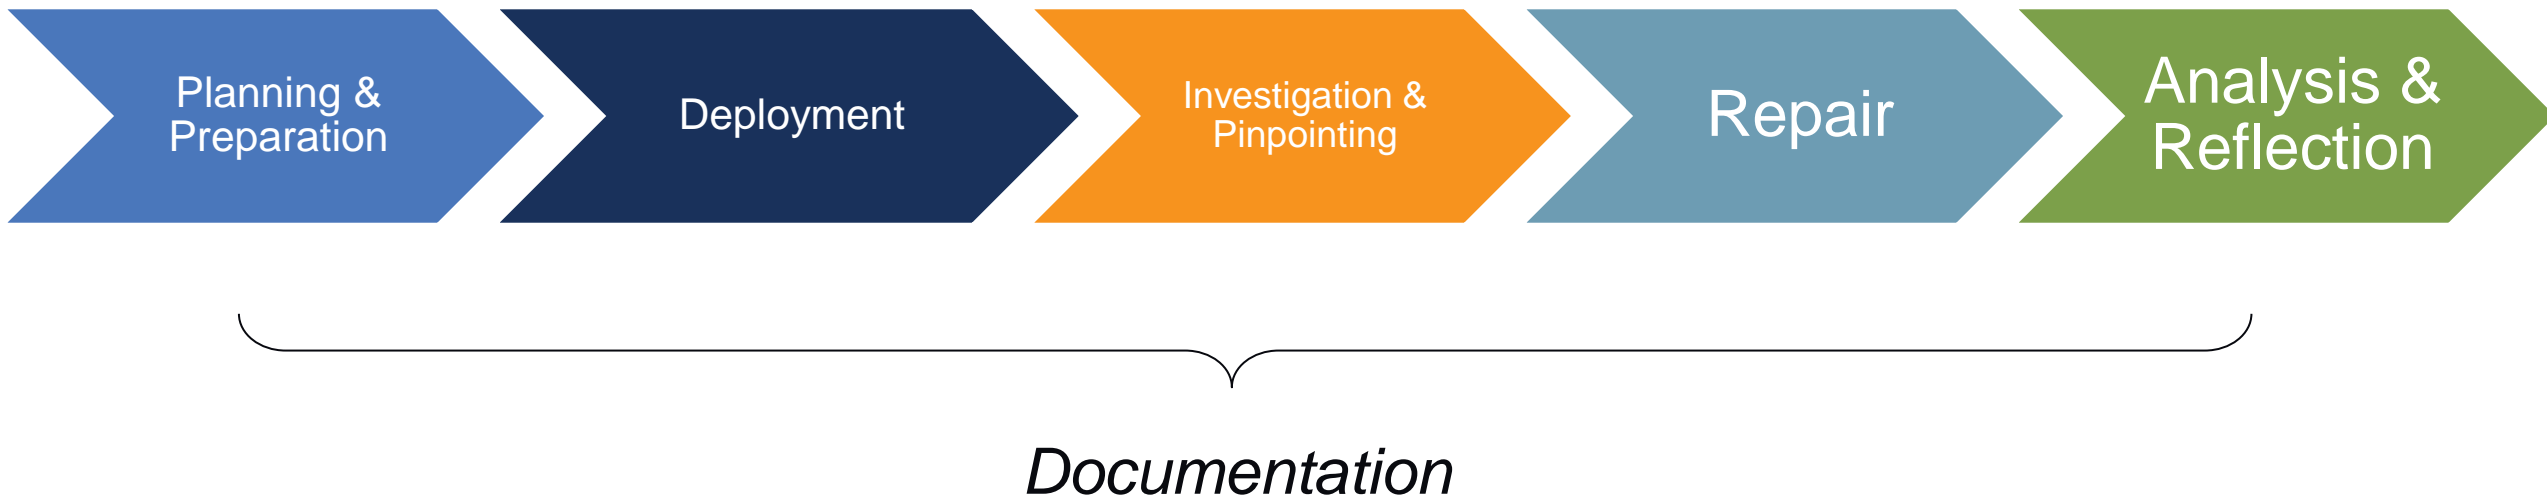 Planning &
Preparation
Deployment
Investigation &
Pinpointing
Repair
Analysis &
Reflection
Documentation